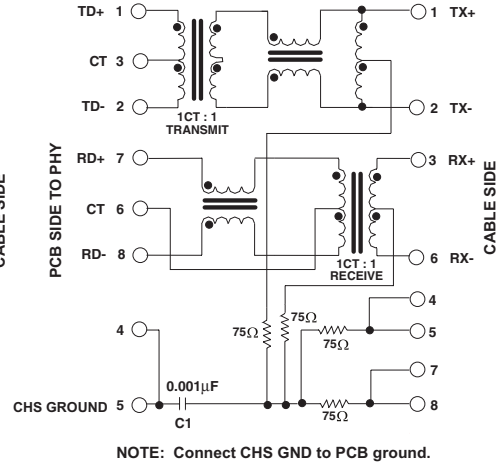 TD+ 1
1 TX+
CT 3
TD- 2
2 TX-
1CT : 1
TRANSMIT
RD+ 7
3 RX+
CT 6
RD- 8
6 RX-
1CT : 1
RECEIVE
PCB SIDE TO PHY
CABLE SIDE
CABLE SIDE
4
75Ω
75Ω
75Ω
4
5
7
0.001µF
CHS GROUND 5
C1
75Ω
8
NOTE: Connect CHS GND to PCB ground.